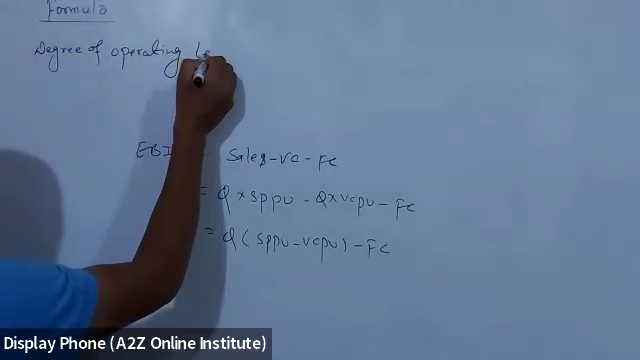 Formula
Degree of operating Le
EBI = Sales - VC - FC
= Q x SPPU - Q x VCPU - FC
= Q ( SPPU - VCPU ) - FC
Display Phone (A2Z Online Institute)